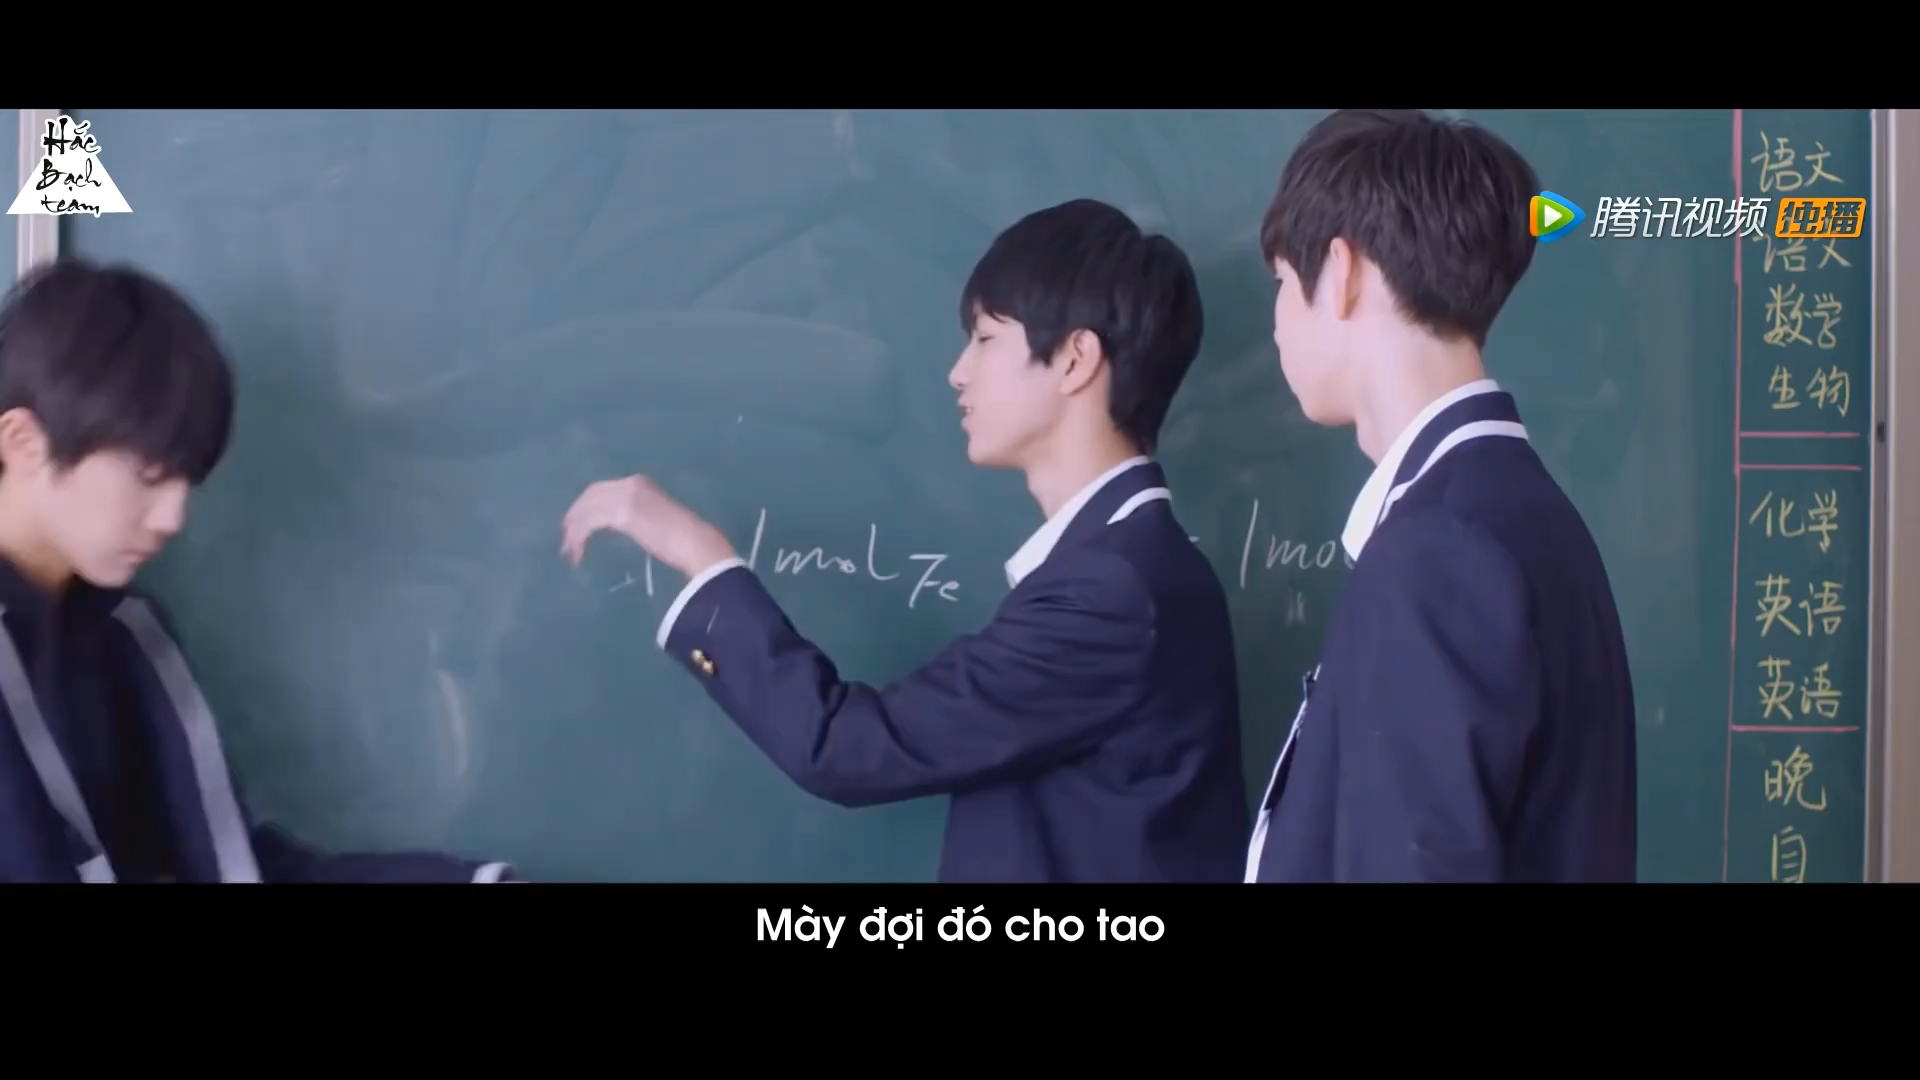 Hắc
Bạch
team
腾讯视频 独播
语文
语文
数学
生物
1mol Fe
1mo
化学
英语
英语
晚
自
Mày đợi đó cho tao